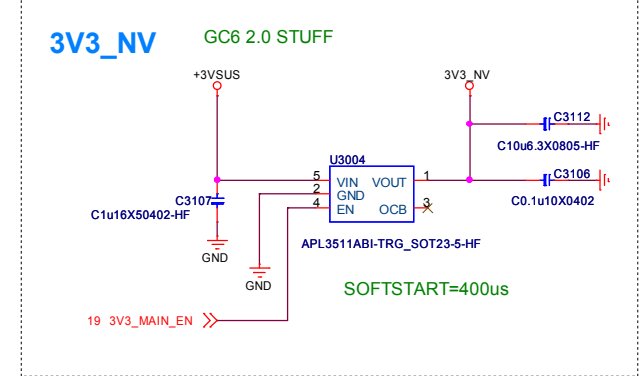 3V3_NV
GC6 2.0 STUFF
+3VSUS
3V3_NV
C3112
C10u6.3X0805-HF
U3004
C3106
5 VIN VOUT 1
C3107
2 GND
C0.1u10X0402
4 EN OCB 3
C1u16X50402-HF
APL3511ABI-TRG_SOT23-5-HF
GND
GND
SOFTSTART=400us
19 3V3_MAIN_EN